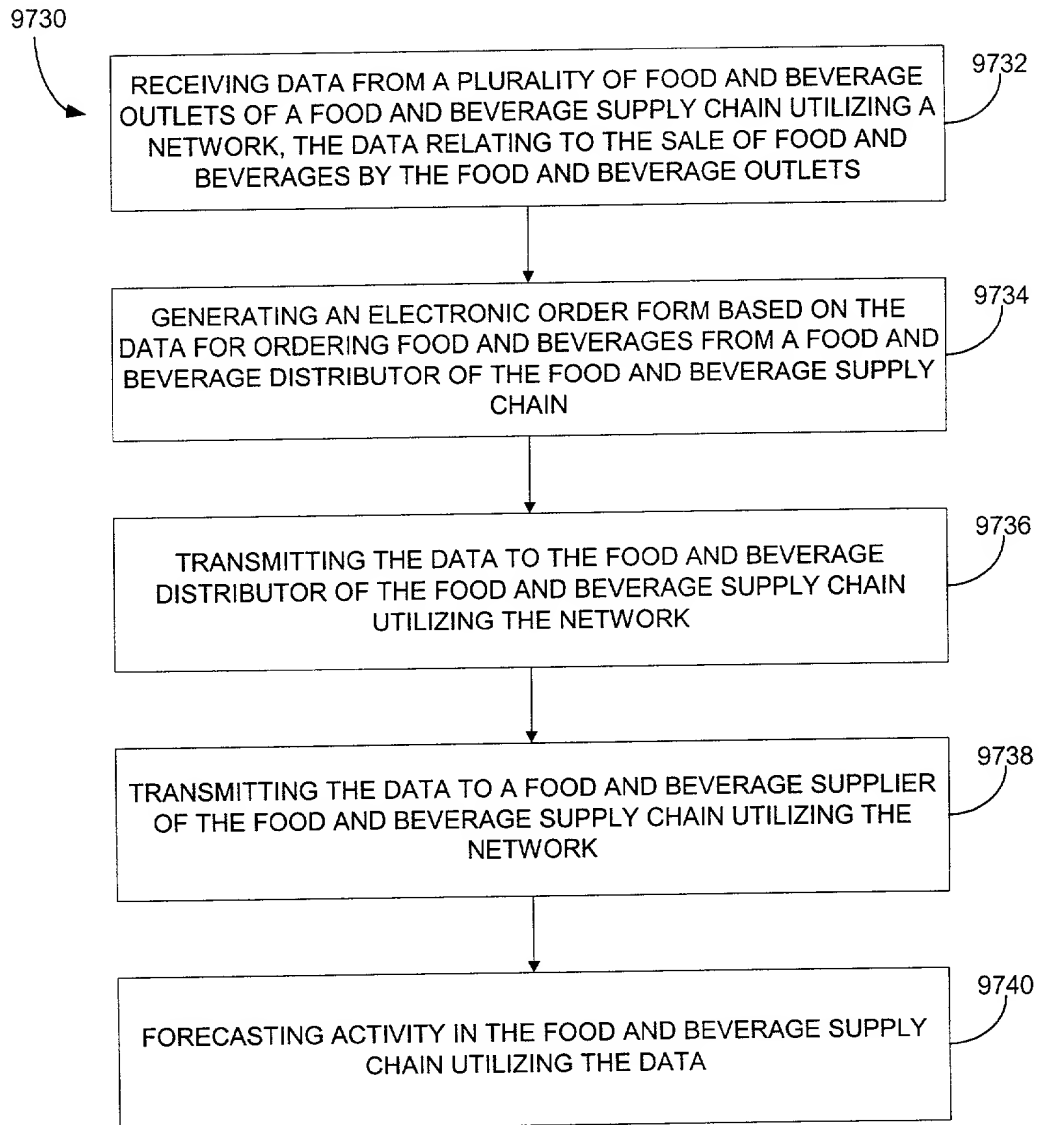 9730
9732
RECEIVING DATA FROM A PLURALITY OF FOOD AND BEVERAGE
OUTLETS OF A FOOD AND BEVERAGE SUPPLY CHAIN UTILIZING A
NETWORK, THE DATA RELATING TO THE SALE OF FOOD AND
BEVERAGES BY THE FOOD AND BEVERAGE OUTLETS
9734
GENERATING AN ELECTRONIC ORDER FORM BASED ON THE
DATA FOR ORDERING FOOD AND BEVERAGES FROM A FOOD AND
BEVERAGE DISTRIBUTOR OF THE FOOD AND BEVERAGE SUPPLY
CHAIN
9736
TRANSMITTING THE DATA TO THE FOOD AND BEVERAGE
DISTRIBUTOR OF THE FOOD AND BEVERAGE SUPPLY CHAIN
UTILIZING THE NETWORK
9738
TRANSMITTING THE DATA TO A FOOD AND BEVERAGE SUPPLIER
OF THE FOOD AND BEVERAGE SUPPLY CHAIN UTILIZING THE
NETWORK
9740
FORECASTING ACTIVITY IN THE FOOD AND BEVERAGE SUPPLY
CHAIN UTILIZING THE DATA